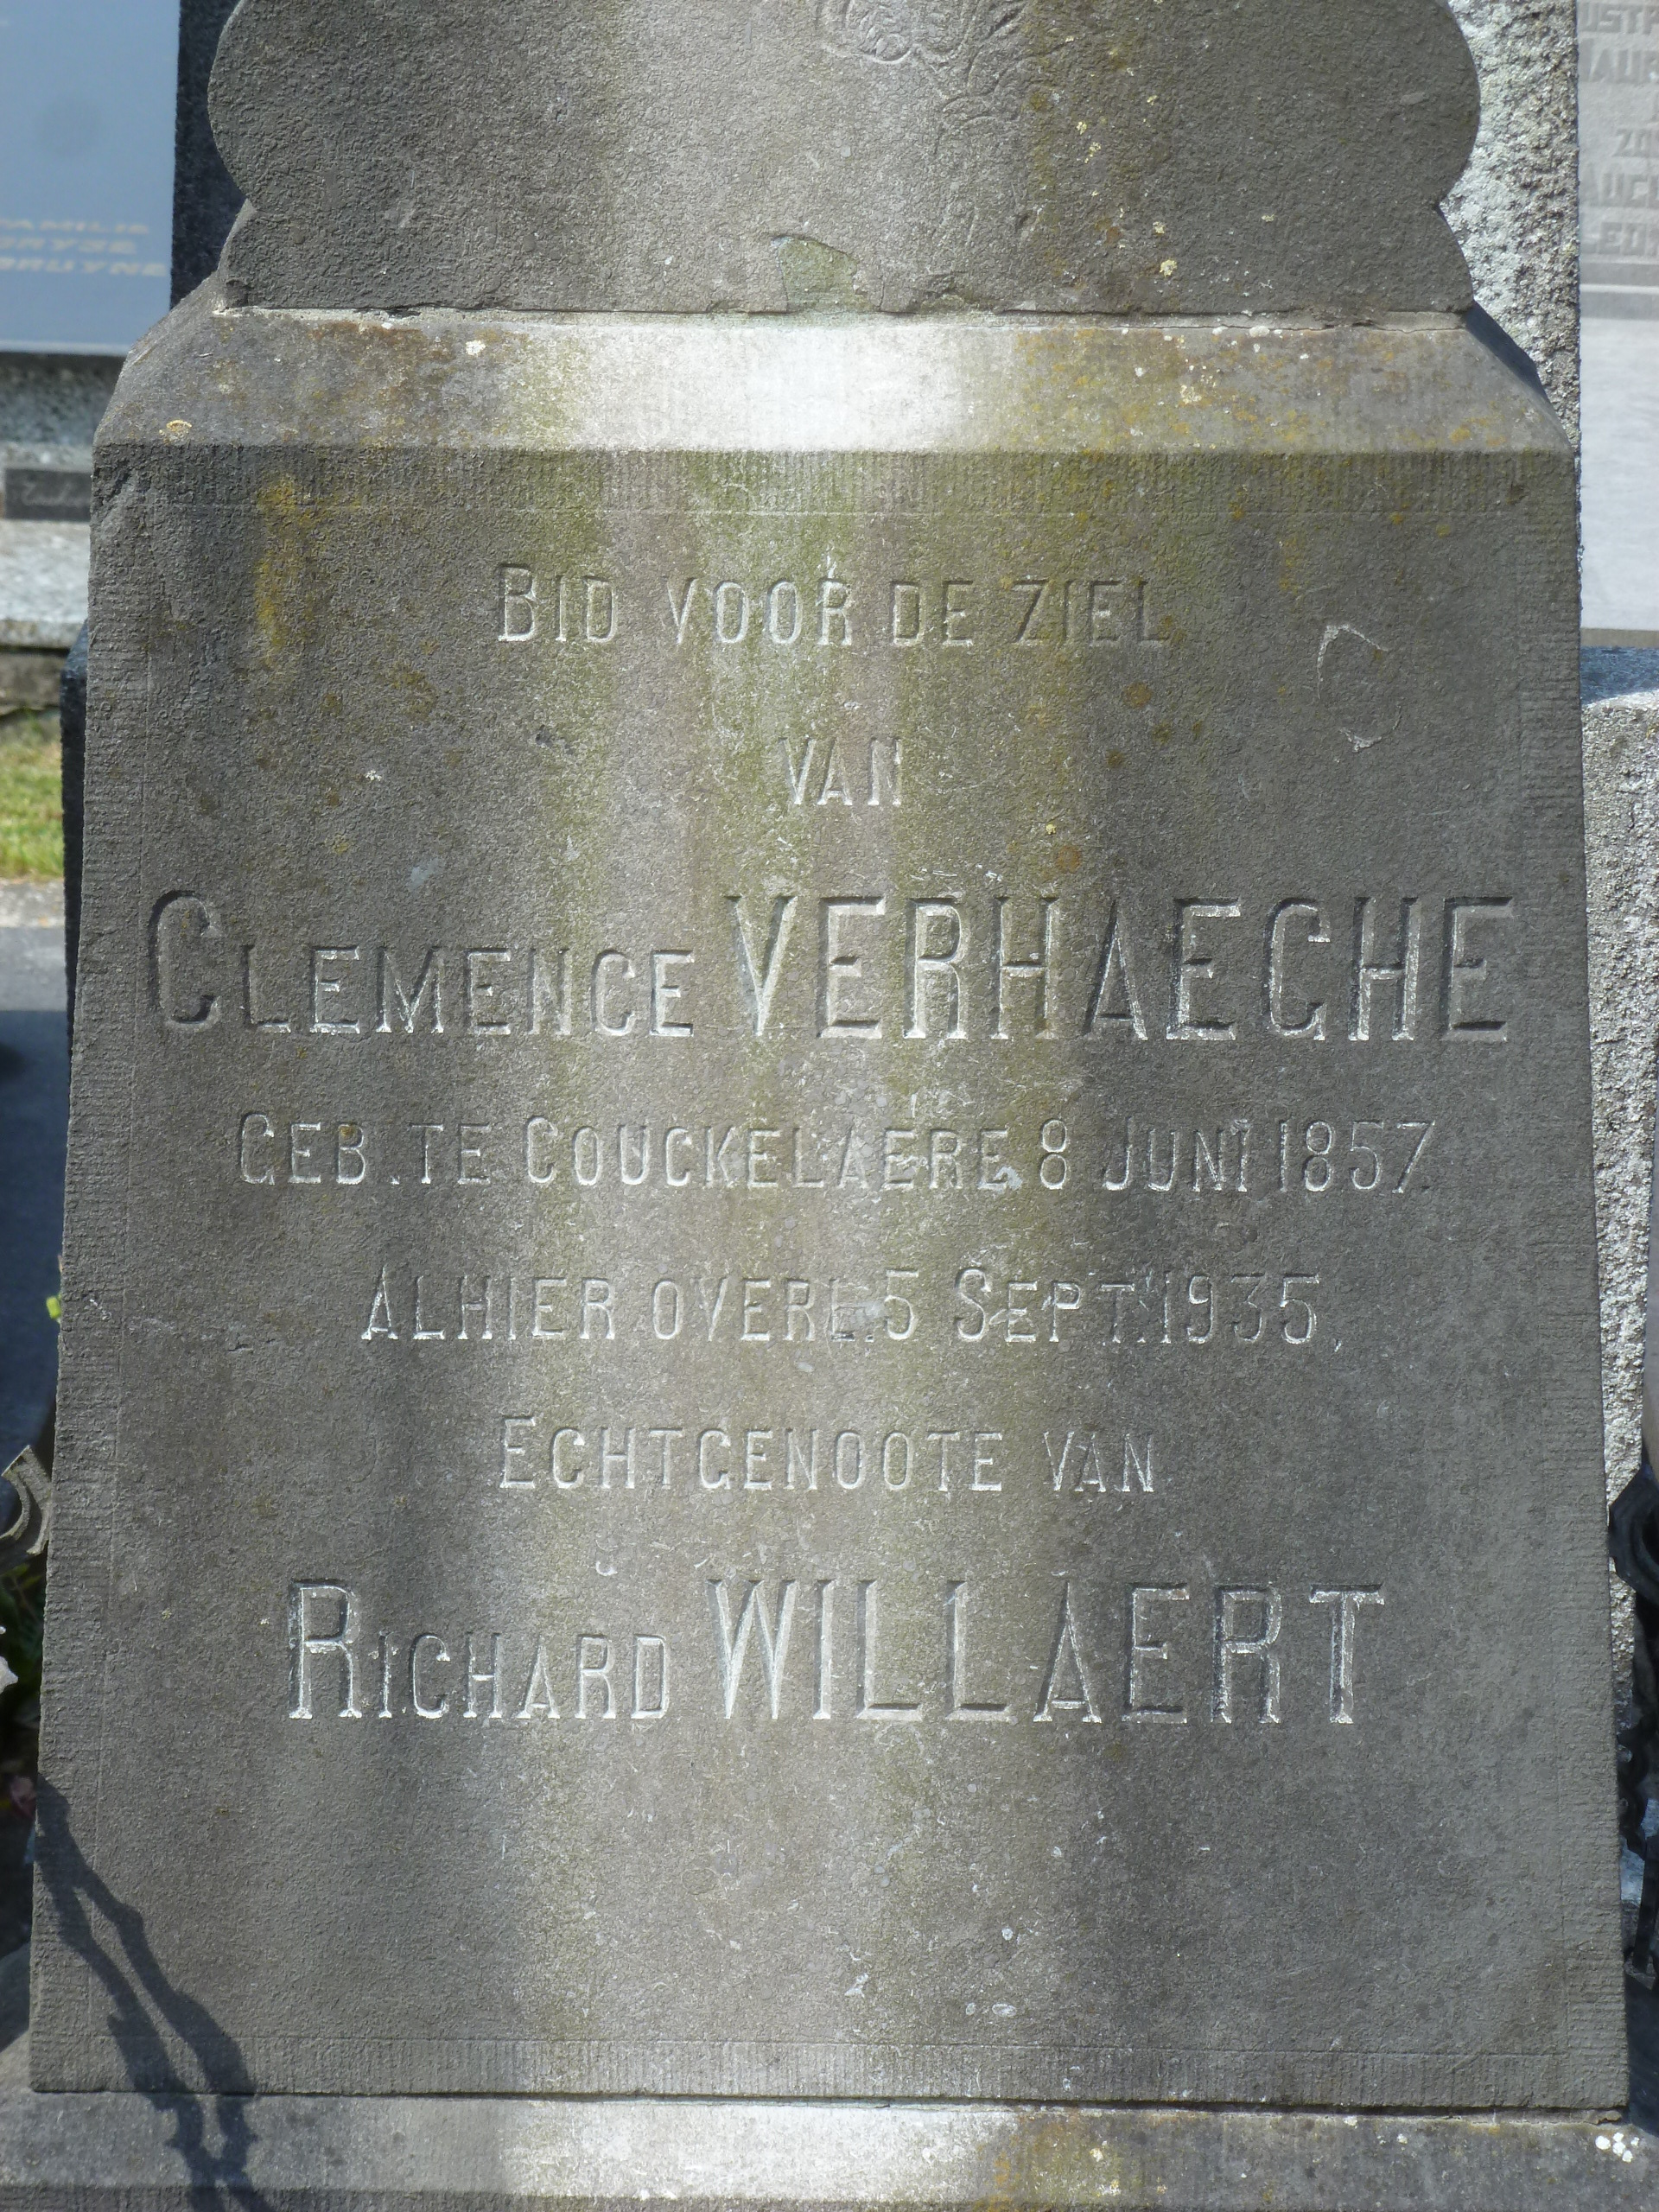 BID VOOR DE ZIEL
VAN
CLEMENCE VERHAEGHE
GEB. TE COUCKELAERE 8 JUNI 1857.
ALHIER OVERL. 5 SEPT. 1935,
ECHTGENOOTE VAN
RICHARD WILLAERT